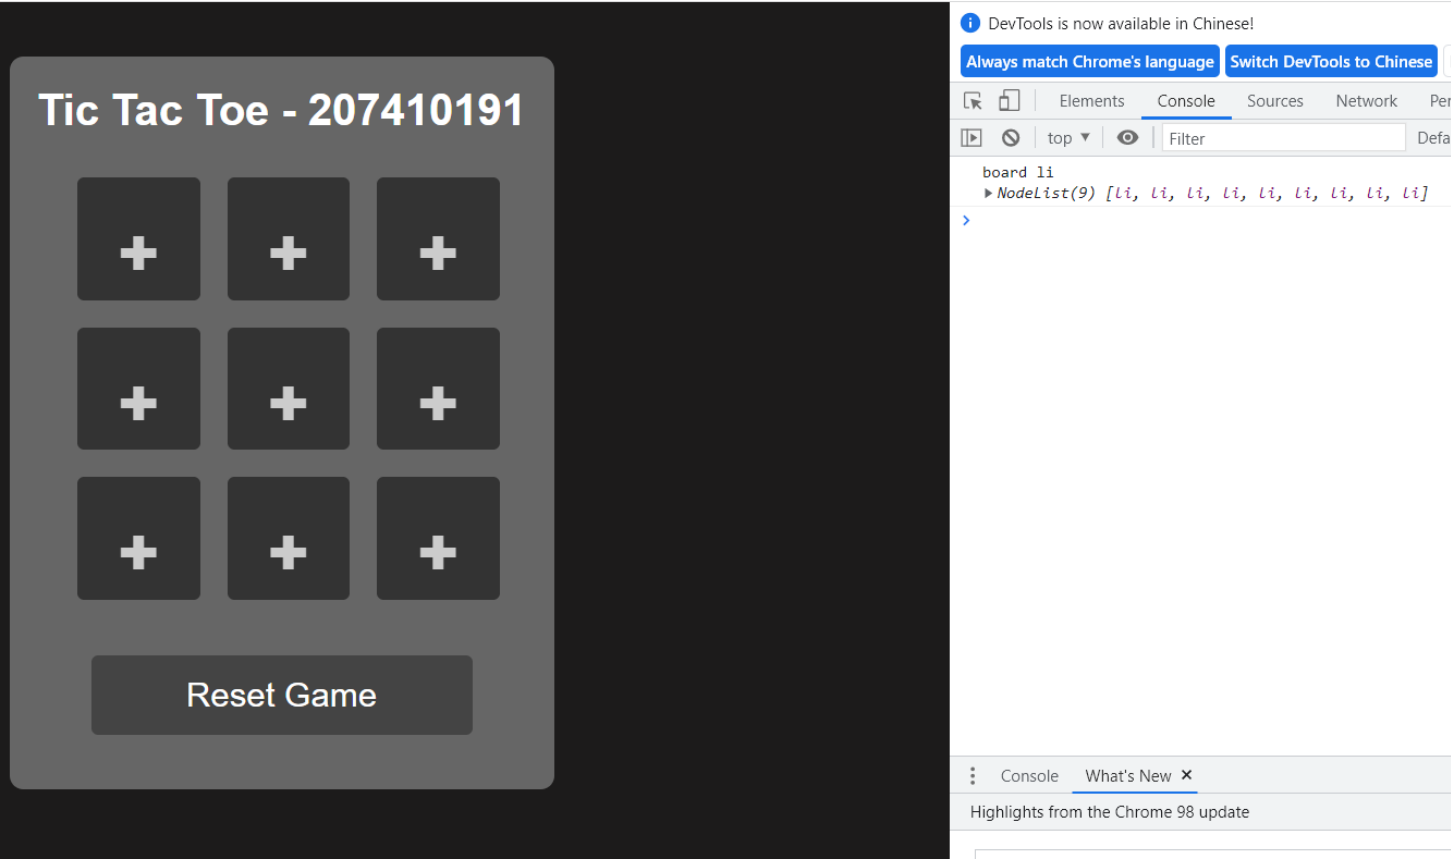 Tic Tac Toe - 207410191
+ + +
+ + +
+ + +
Reset Game
DevTools is now available in Chinese!
Always match Chrome's language Switch DevTools to Chinese
Elements Console Sources Network Per
top ▼ Filter Defa
board li
▶ NodeList(9) [li, li, li, li, li, li, li, li, li]
>
Console What's New ×
Highlights from the Chrome 98 update